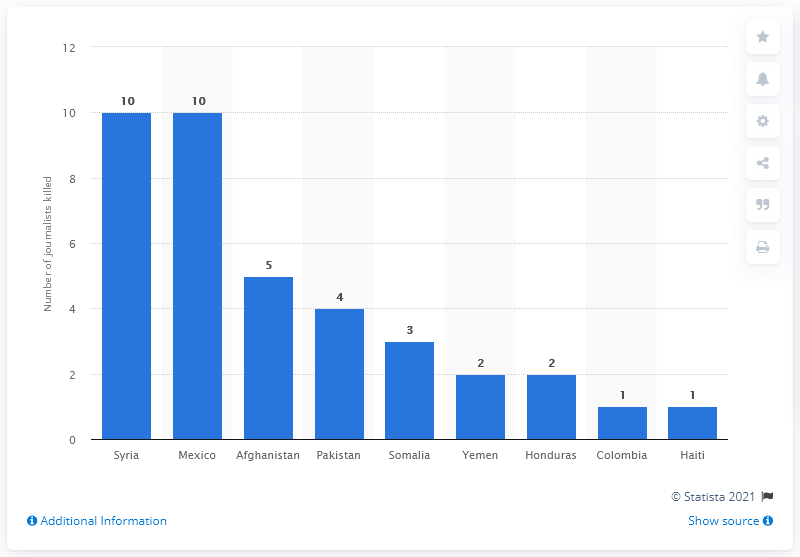 12
10
8
6
4
2
0
Number of journalists killed
10
10
5
4
3
2
2
1
1
Syria
Mexico
Afghanistan
Pakistan
Somalia
Yemen
Honduras
Colombia
Haiti
© Statista 2021
Additional Information
Show source